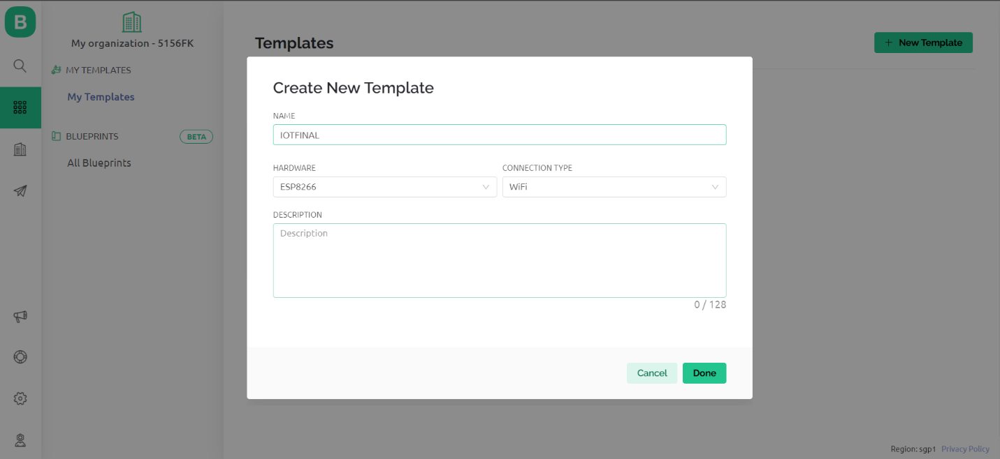 B
My organization - 5156FK
MY TEMPLATES
My Templates
BLUEPRINTS BETA
All Blueprints
Templates
+ New Template
Create New Template
NAME
IOTFINAL
HARDWARE CONNECTION TYPE
ESP8266 WiFi
DESCRIPTION
Description
0 / 128
Cancel Done
Region: sgp1 Privacy Policy